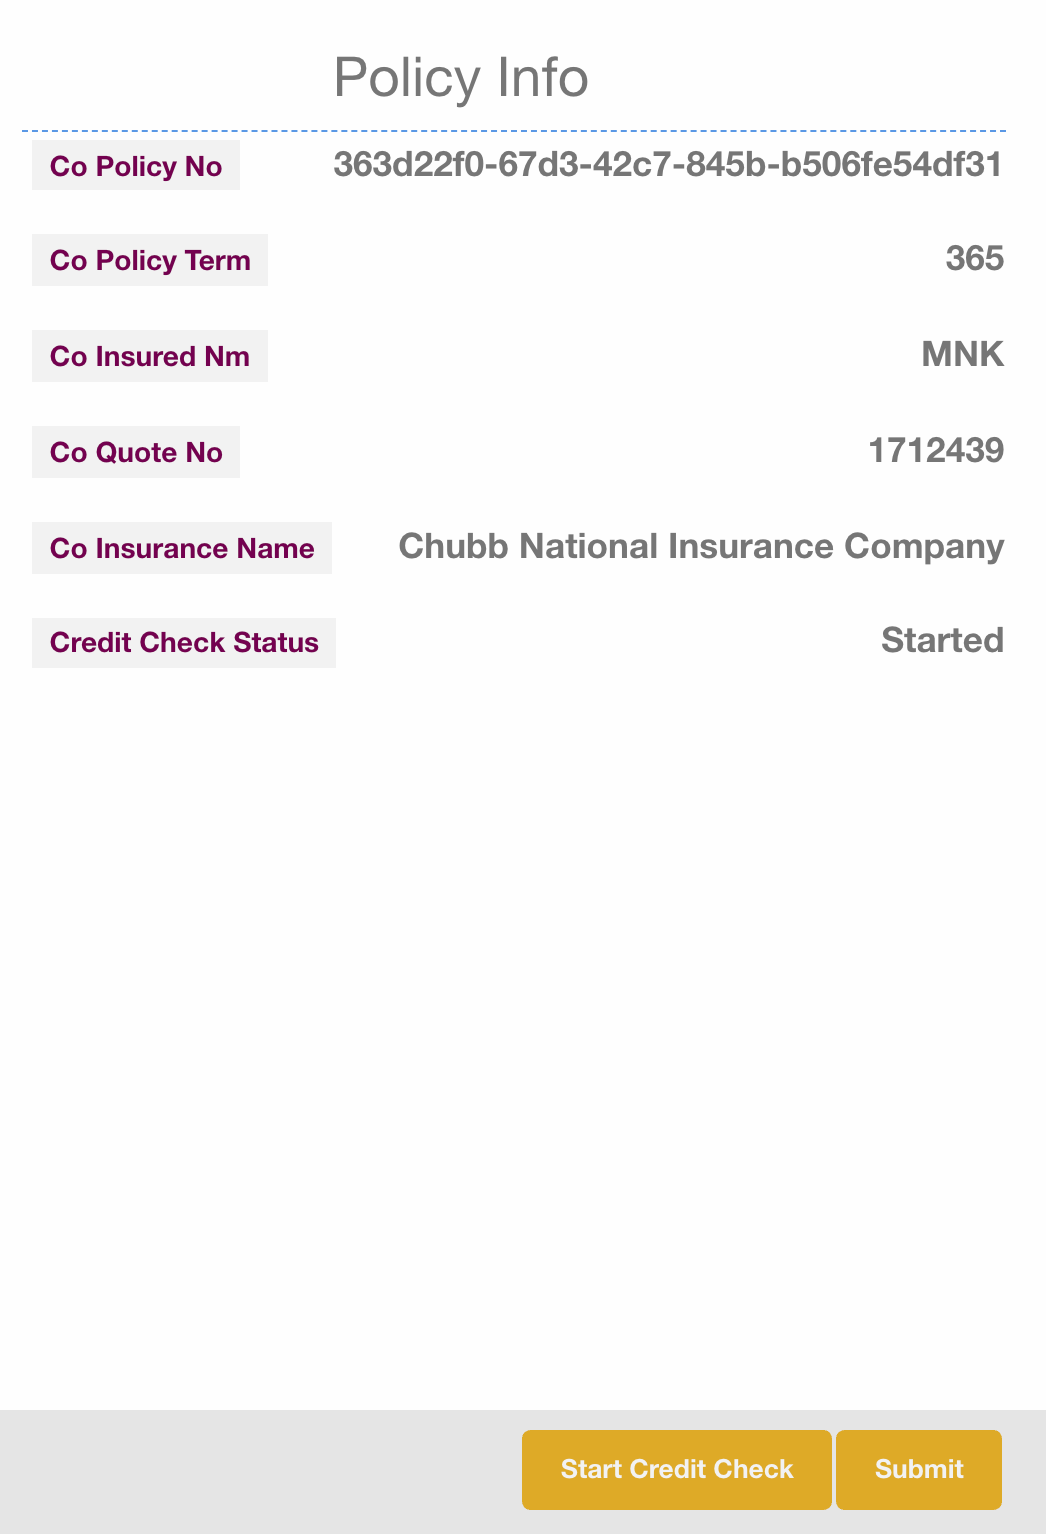 Policy Info
Co Policy No 363d22f0-67d3-42c7-845b-b506fe54df31
Co Policy Term 365
Co Insured Nm MNK
Co Quote No 1712439
Co Insurance Name Chubb National Insurance Company
Credit Check Status Started
Start Credit Check Submit